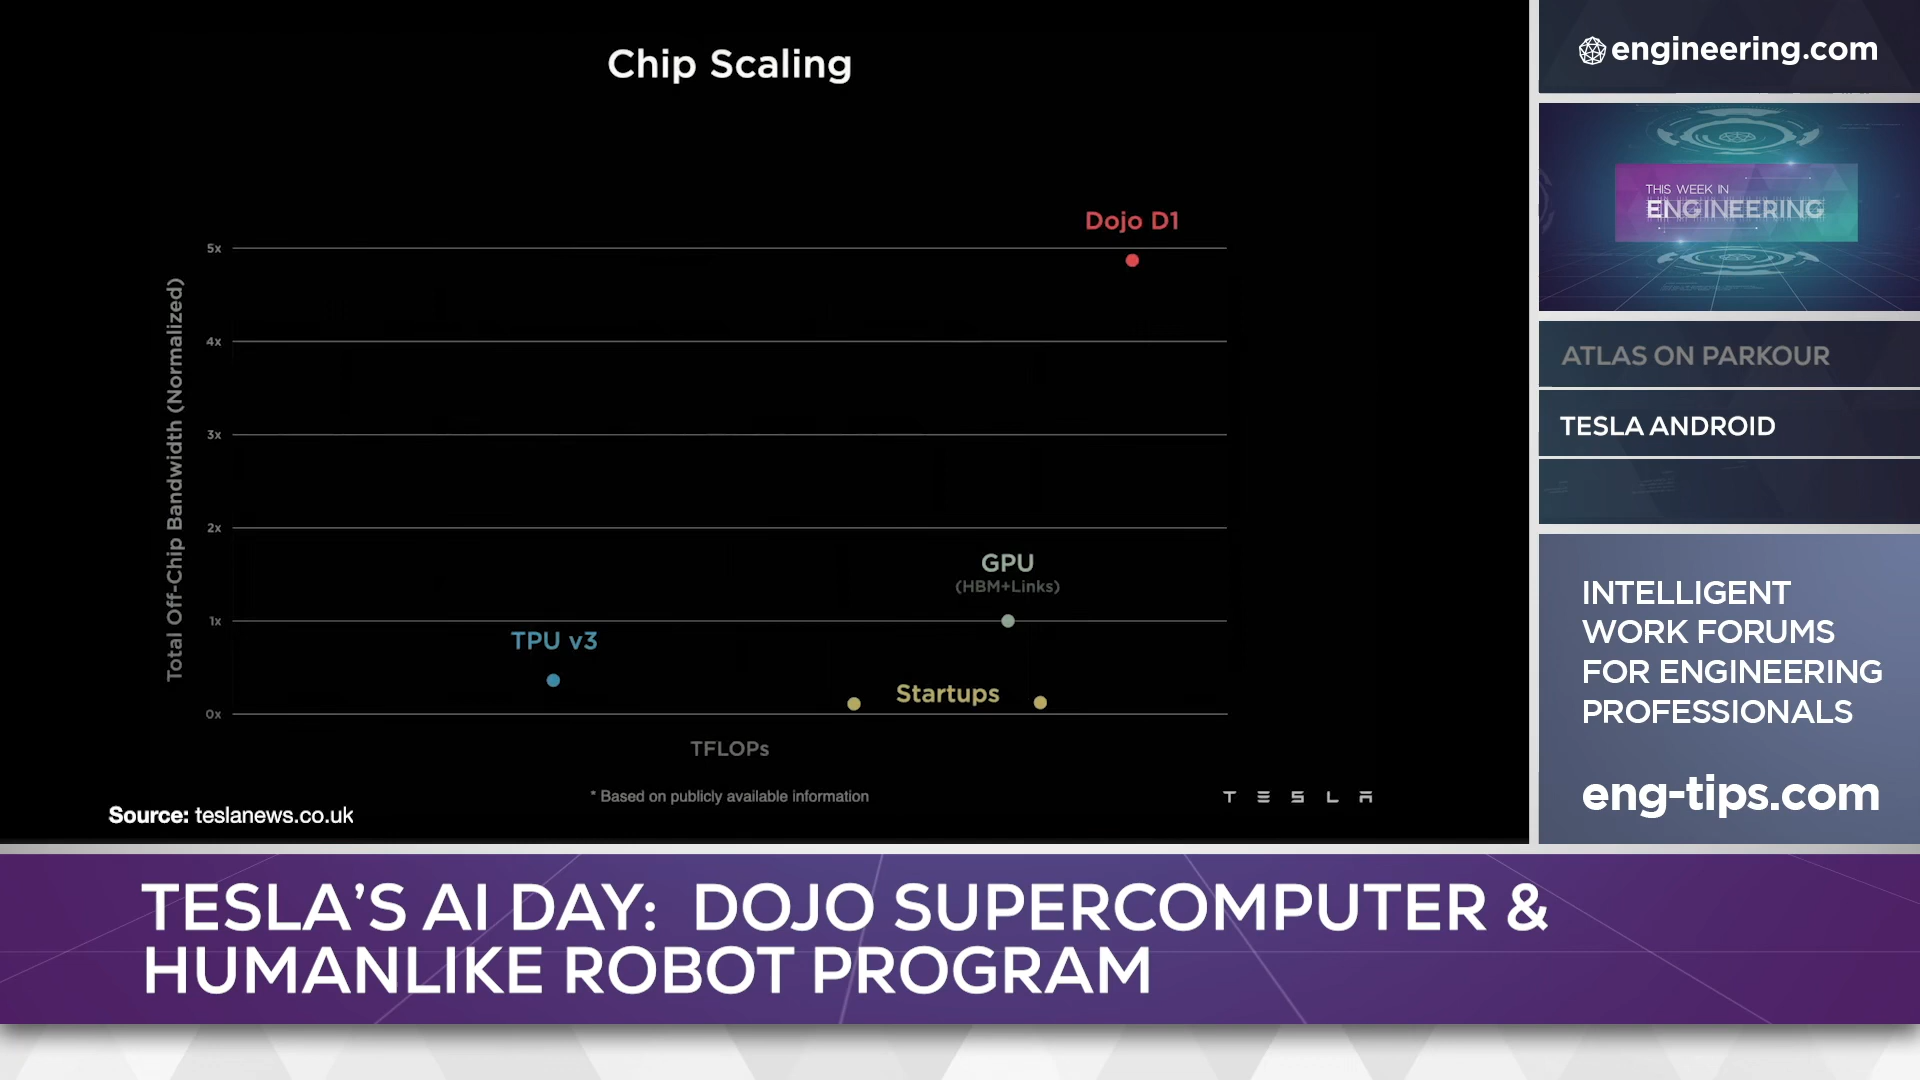 Chip Scaling
Dojo D1
5x
4x
3x
2x
1x
0x
Total Off-Chip Bandwidth (Normalized)
GPU
(HBM+Links)
TPU v3
Startups
TFLOPs
* Based on publicly available information
TESLA
Source: teslanews.co.uk
engineering.com
THIS WEEK IN
ENGINEERING
ATLAS ON PARKOUR
TESLA ANDROID
INTELLIGENT
WORK FORUMS
FOR ENGINEERING
PROFESSIONALS
eng-tips.com
TESLA’S AI DAY: DOJO SUPERCOMPUTER &
HUMANLIKE ROBOT PROGRAM